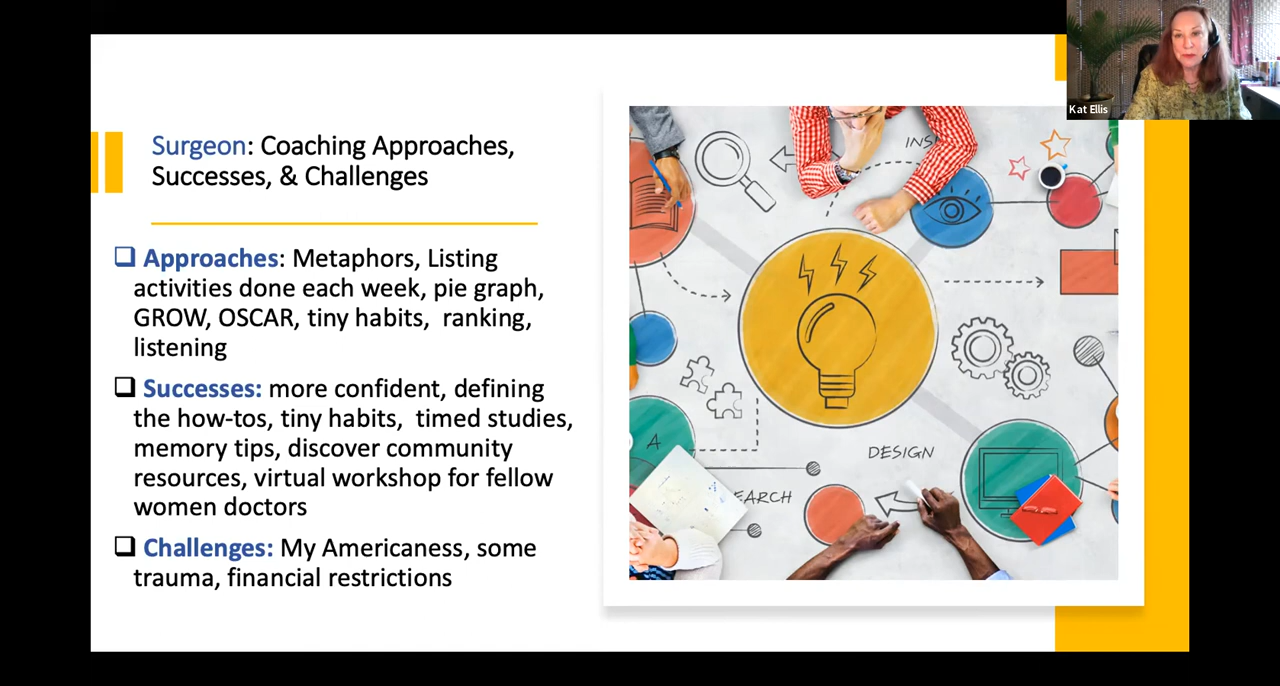 Kat Ellis
Surgeon: Coaching Approaches,
Successes, & Challenges
❑ Approaches: Metaphors, Listing
activities done each week, pie graph,
GROW, OSCAR, tiny habits,  ranking,
listening
❑ Successes: more confident, defining
the how-tos, tiny habits,  timed studies,
memory tips, discover community
resources, virtual workshop for fellow
women doctors
❑ Challenges: My Americaness, some
trauma, financial restrictions
INS
A
DESIGN
EARCH